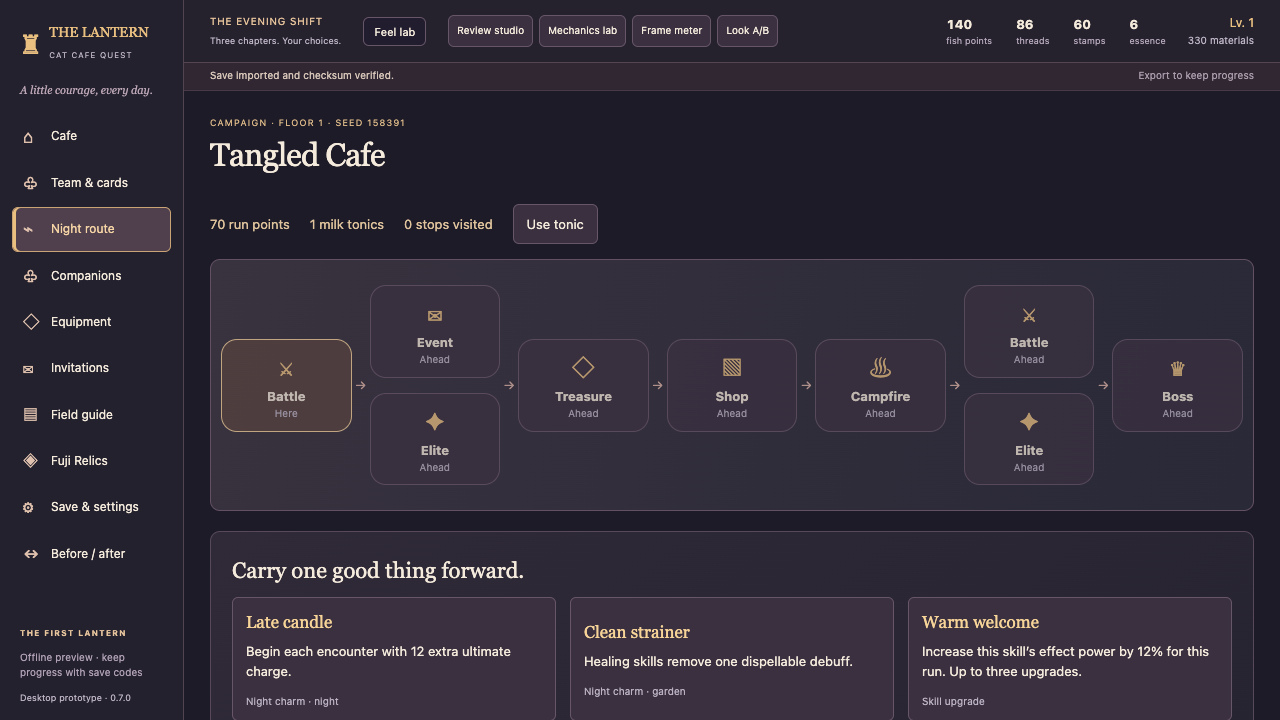 THE LANTERN
CAT CAFE QUEST
A little courage, every day.
Cafe
Team & cards
Night route
Companions
Equipment
Invitations
Field guide
Fuji Relics
Save & settings
Before / after
THE FIRST LANTERN
Offline preview · keep
progress with save codes
Desktop prototype · 0.7.0
THE EVENING SHIFT
Three chapters. Your choices.
Feel lab
Review studio
Mechanics lab
Frame meter
Look A/B
140
fish points
86
threads
60
stamps
6
essence
Lv. 1
330 materials
Save imported and checksum verified.
Export to keep progress
CAMPAIGN · FLOOR 1 · SEED 158391
Tangled Cafe
70 run points
1 milk tonics
0 stops visited
Use tonic
Battle
Here
Event
Ahead
Elite
Ahead
Treasure
Ahead
Shop
Ahead
Campfire
Ahead
Battle
Ahead
Elite
Ahead
Boss
Ahead
Carry one good thing forward.
Late candle
Begin each encounter with 12 extra ultimate
charge.
Night charm · night
Clean strainer
Healing skills remove one dispellable debuff.
Night charm · garden
Warm welcome
Increase this skill’s effect power by 12% for this
run. Up to three upgrades.
Skill upgrade